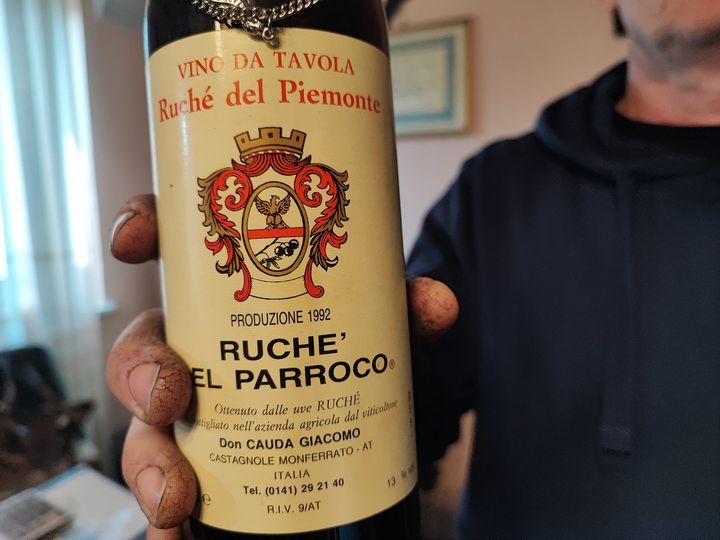 VINO DA TAVOLA
Ruché del Piemonte
PRODUZIONE 1992
RUCHE'
EL PARROCO®
Ottenuto dalle uve RUCHÉ
nell'azienda agricola dal viticoltore
Don CAUDA GIACOMO
CASTAGNOLE MONFERRATO - AT
ITALIA
Tel. (0141) 29 21 40
R.I.V. 9/AT
13 %
e